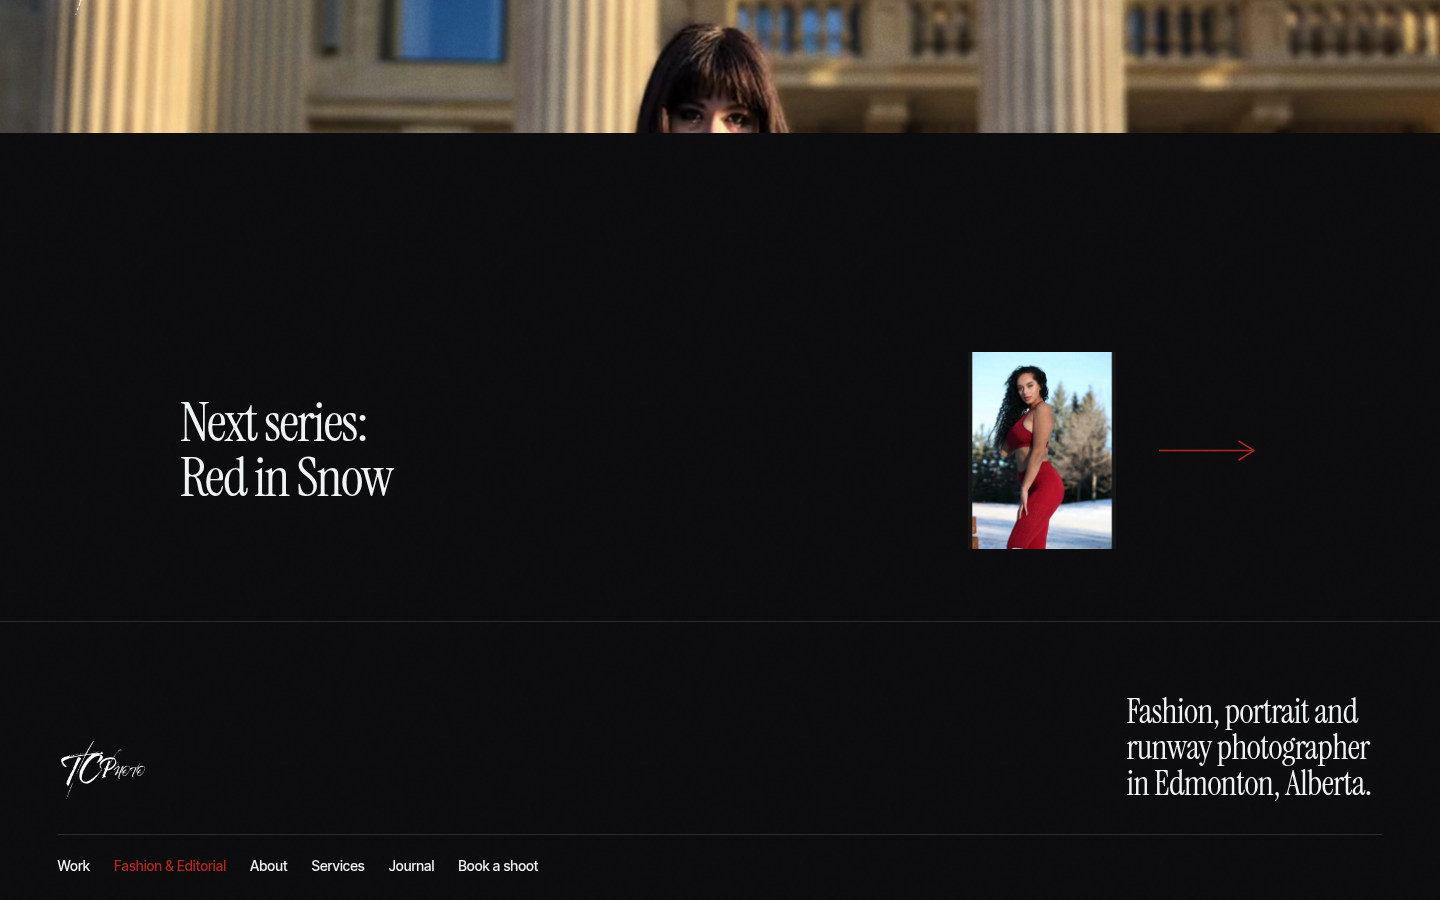 Next series:
Red in Snow
Fashion, portrait and
runway photographer
in Edmonton, Alberta.
TCPhoto
Work
Fashion & Editorial
About
Services
Journal
Book a shoot